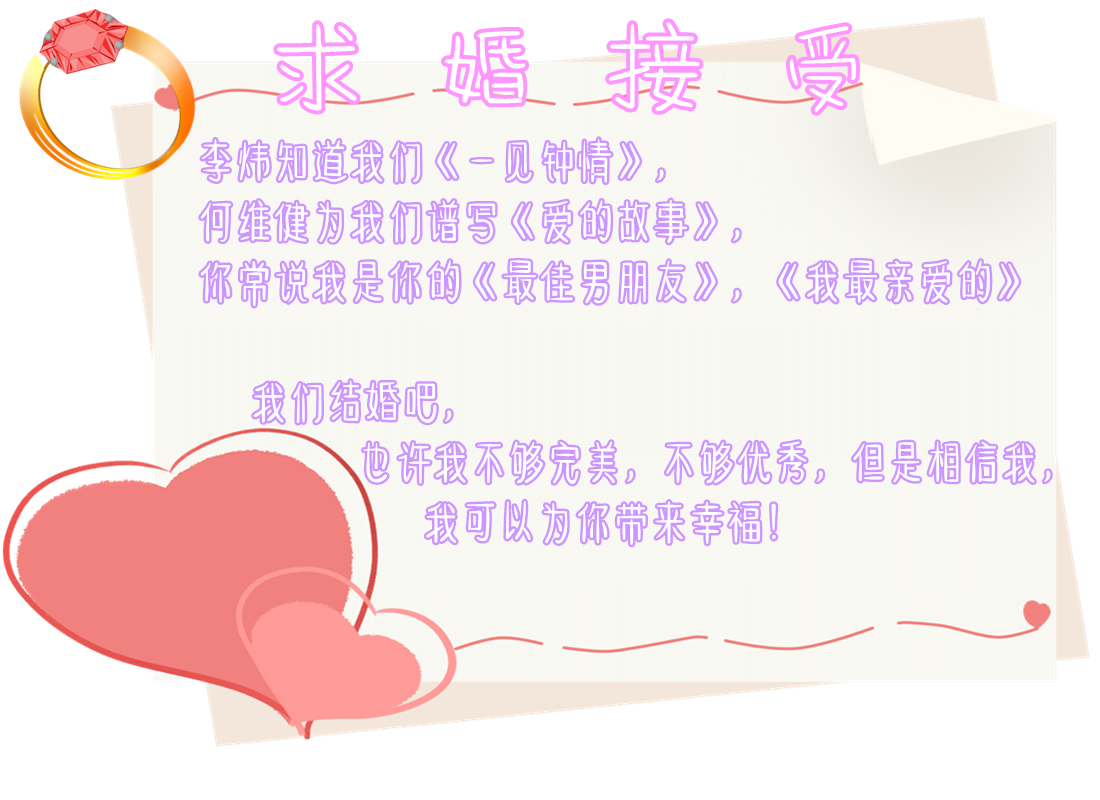 求婚接受
李炜知道我们《一见钟情》，
何维健为我们谱写《爱的故事》，
你常说我是你的《最佳男朋友》，《我最亲爱的》
我们结婚吧，
也许我不够完美，不够优秀，但是相信我，
我可以为你带来幸福！